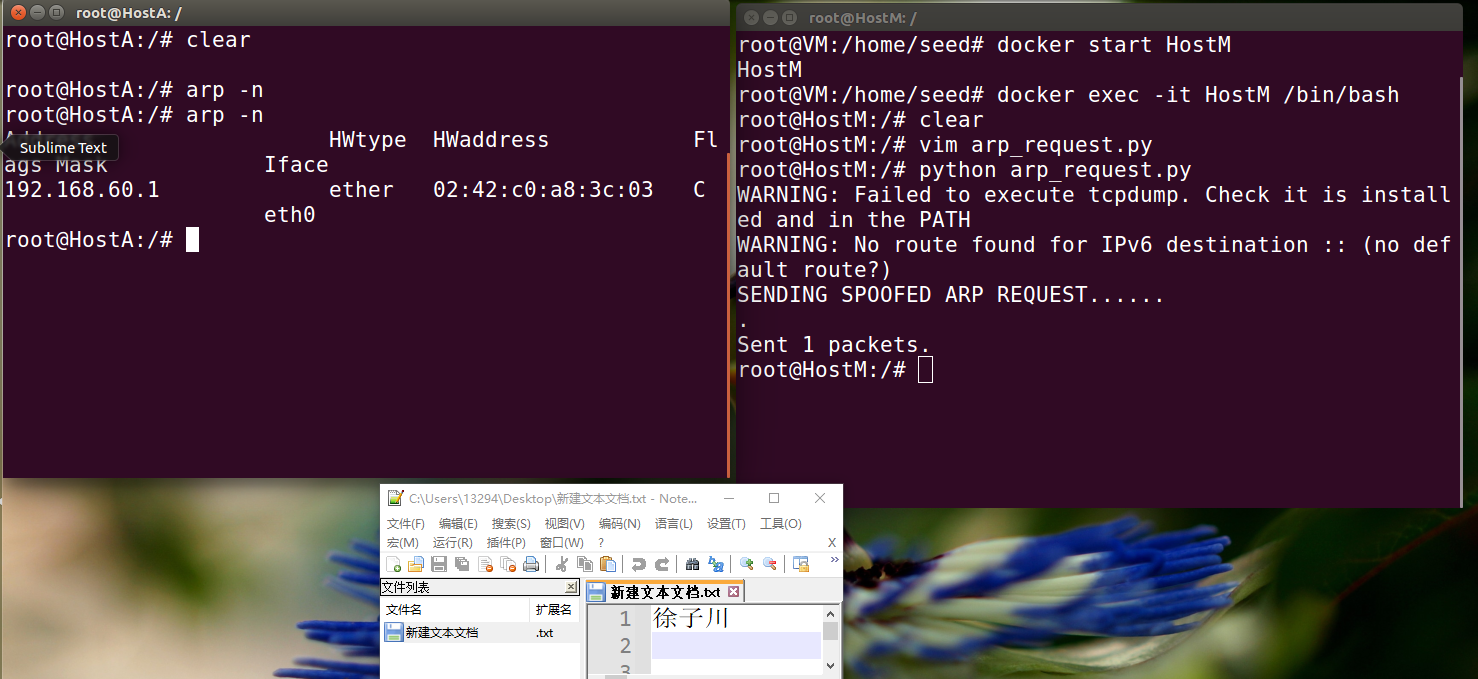 root@HostA: /
root@HostA:/# clear
root@HostA:/# arp -n
root@HostA:/# arp -n
Address HWtype HWaddress Fl
ags Mask Iface
192.168.60.1 ether 02:42:c0:a8:3c:03 C
eth0
root@HostA:/#
Sublime Text
root@HostM: /
root@VM:/home/seed# docker start HostM
HostM
root@VM:/home/seed# docker exec -it HostM /bin/bash
root@HostM:/# clear
root@HostM:/# vim arp_request.py
root@HostM:/# python arp_request.py
WARNING: Failed to execute tcpdump. Check it is install
ed and in the PATH
WARNING: No route found for IPv6 destination :: (no def
ault route?)
SENDING SPOOFED ARP REQUEST......
.
Sent 1 packets.
root@HostM:/#
C:\Users\13294\Desktop\新建文本文档.txt - Note...
文件(F) 编辑(E) 搜索(S) 视图(V) 编码(N) 语言(L) 设置(T) 工具(O)
宏(M) 运行(R) 插件(P) 窗口(W) ? X
文件列表
文件名 扩展名
新建文本文档 .txt
新建文本文档.txt
1 徐子川
2
3